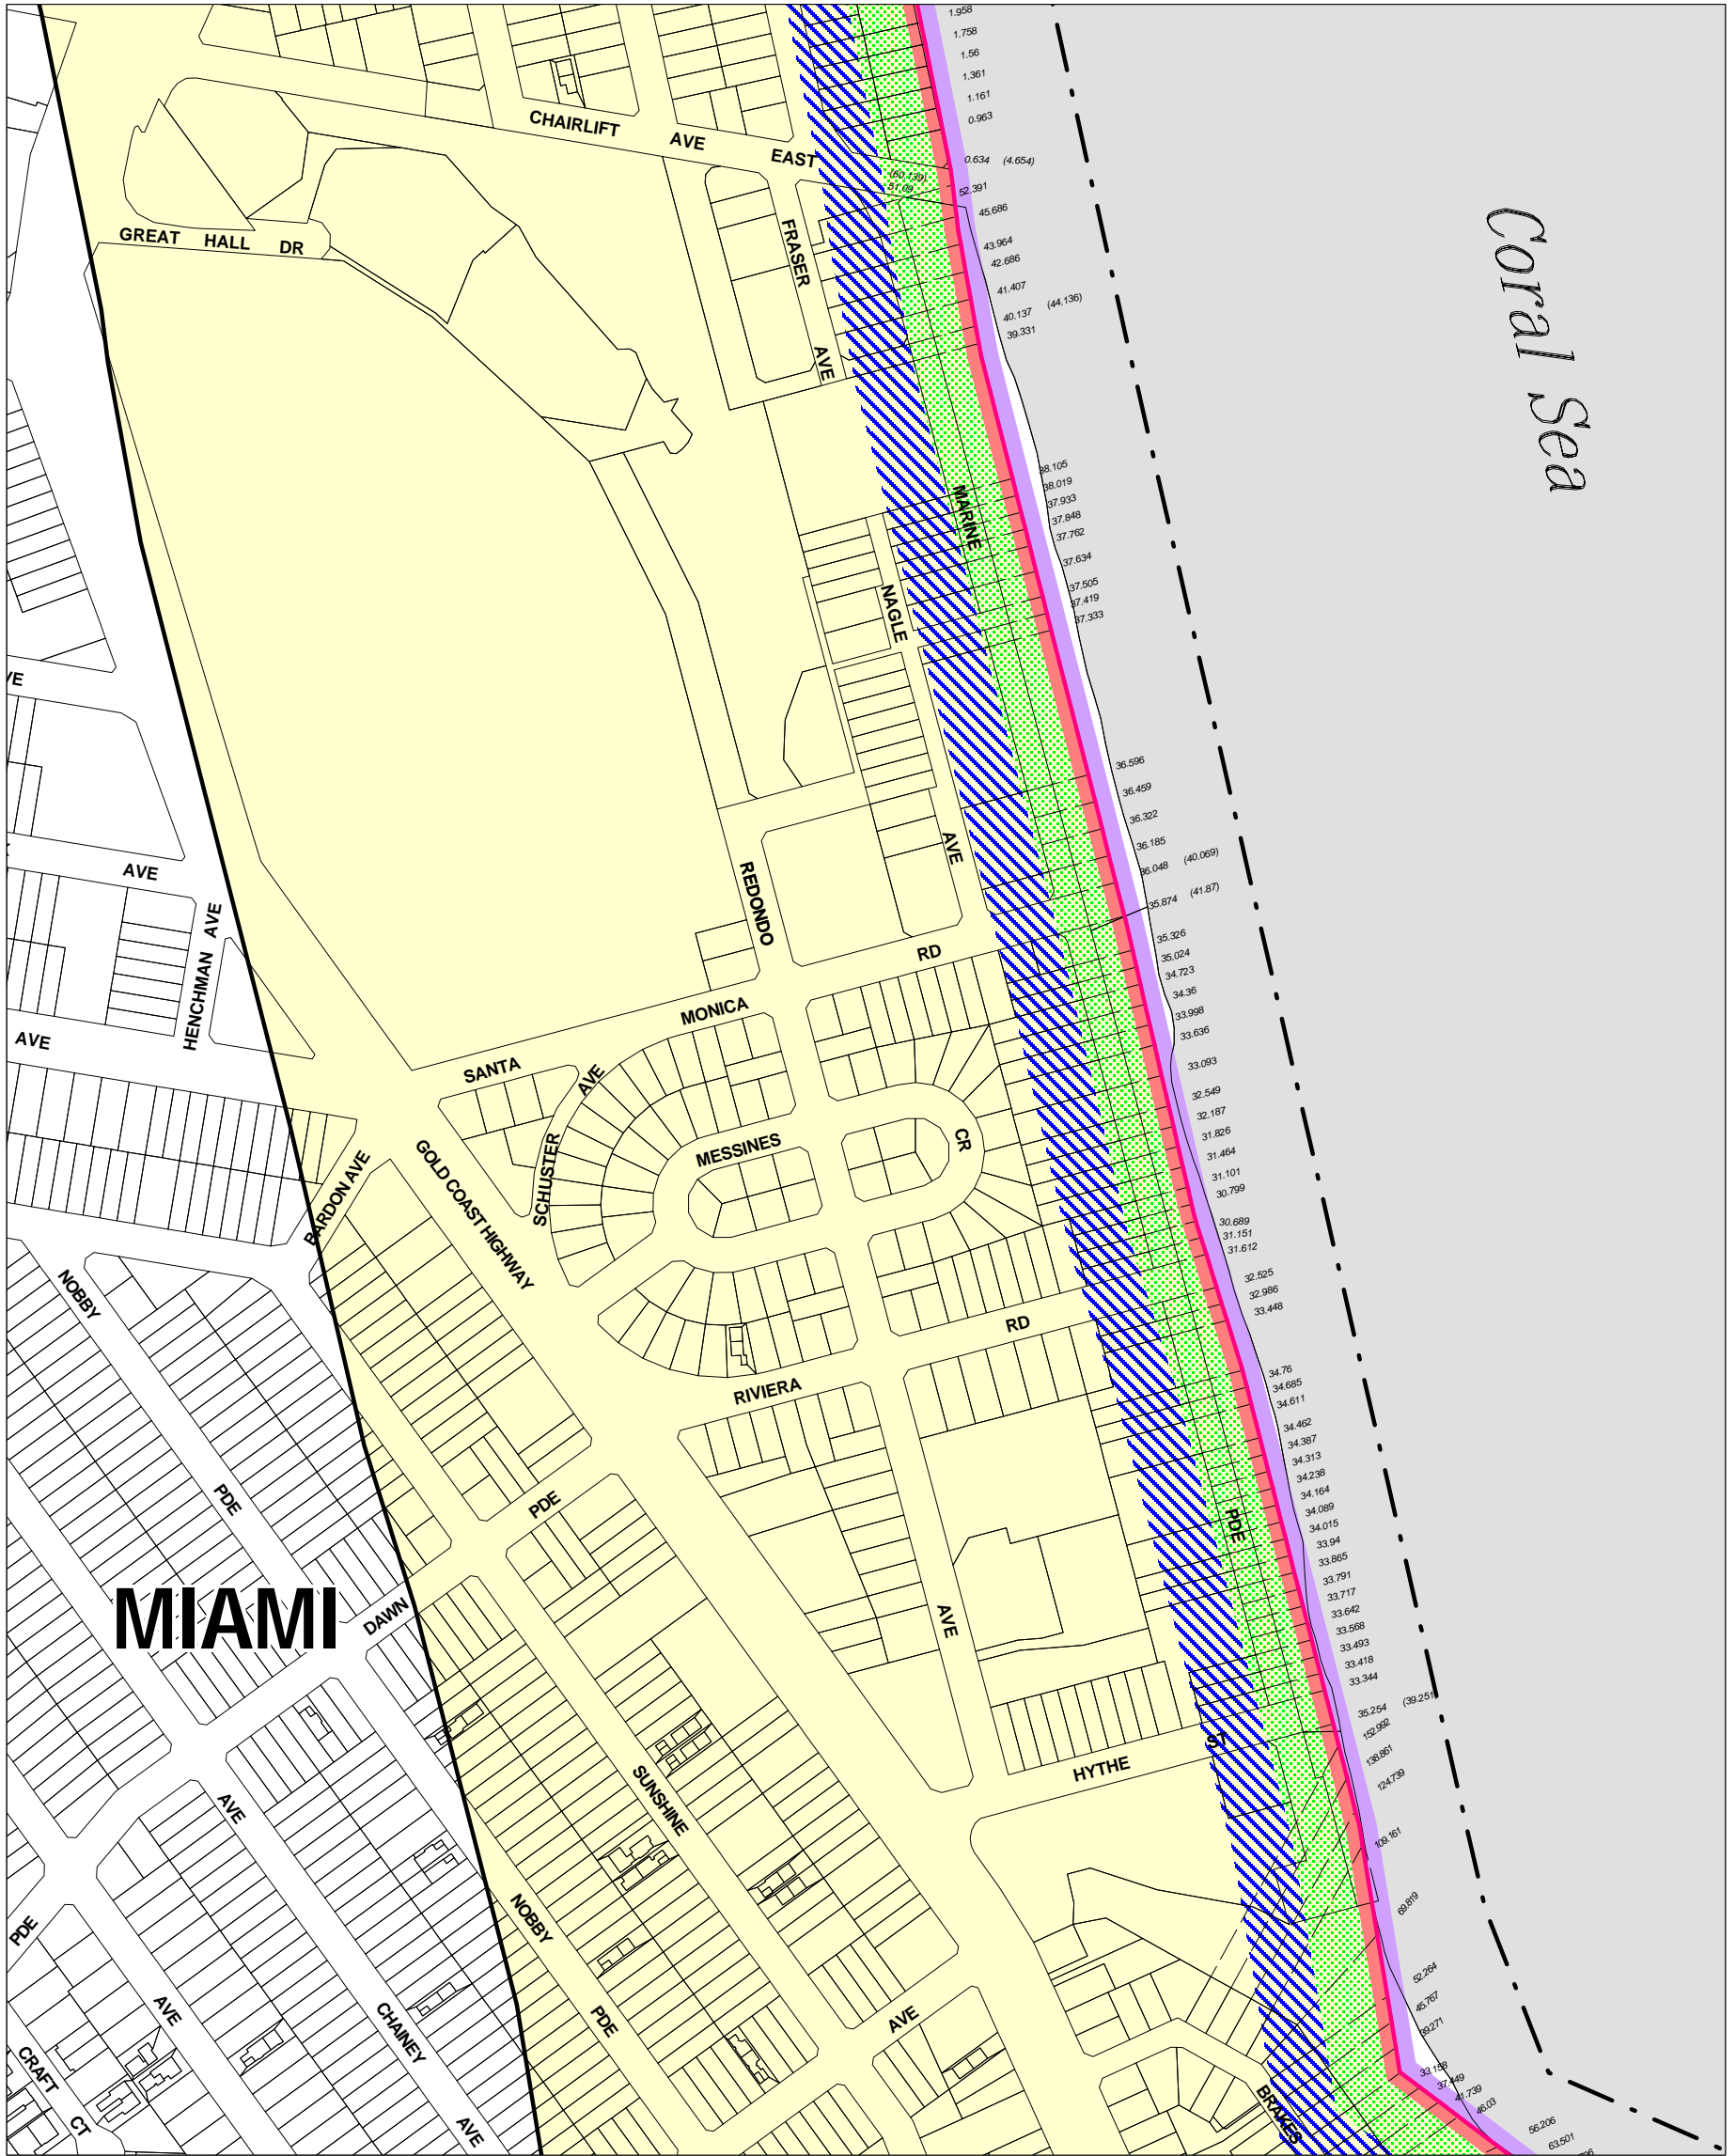 1.958
1.758
1.56
1.361
1.161
0.963
CHAIRLIFT AVE EAST
0.634 (4.654)
(60.139)
51.09
52.391
45.686
GREAT HALL DR
FRASER
AVE
43.964
42.686
41.407
40.137 (44.136)
39.331
Coral Sea
38.105
38.019
37.933
37.848
37.762
37.634
37.505
37.419
37.333
MARINE
NAGLE
AVE
VE
36.596
36.459
36.322
36.185
36.048 (40.069)
35.874 (41.87)
35.326
35.024
34.723
34.36
33.998
33.636
33.093
32.549
32.187
31.826
31.464
31.101
30.799
30.689
31.151
31.612
32.525
32.986
33.448
AVE
HENCHMAN AVE
AVE
REDONDO
SANTA MONICA RD
SCHUSTER AVE
MESSINES CR
BARDON AVE
GOLD COAST HIGHWAY
NOBBY
PDE
RIVIERA RD
34.76
34.685
34.611
34.462
34.387
34.313
34.238
34.164
34.089
34.015
33.94
33.865
33.791
33.717
33.642
33.568
33.493
33.418
33.344
PDE
35.254 (39.251
152.992
138.861
124.739
109.161
69.819
52.264
45.767
39.271
33.158
37.449
41.739
46.03
56.206
63.501
MIAMI
DAWN
PDE
AVE
HYTHE ST
SUNSHINE
AVE
NOBBY
PDE
AVE
CHAINEY
AVE
PDE
AVE
CRAFT
CT
BRAKES